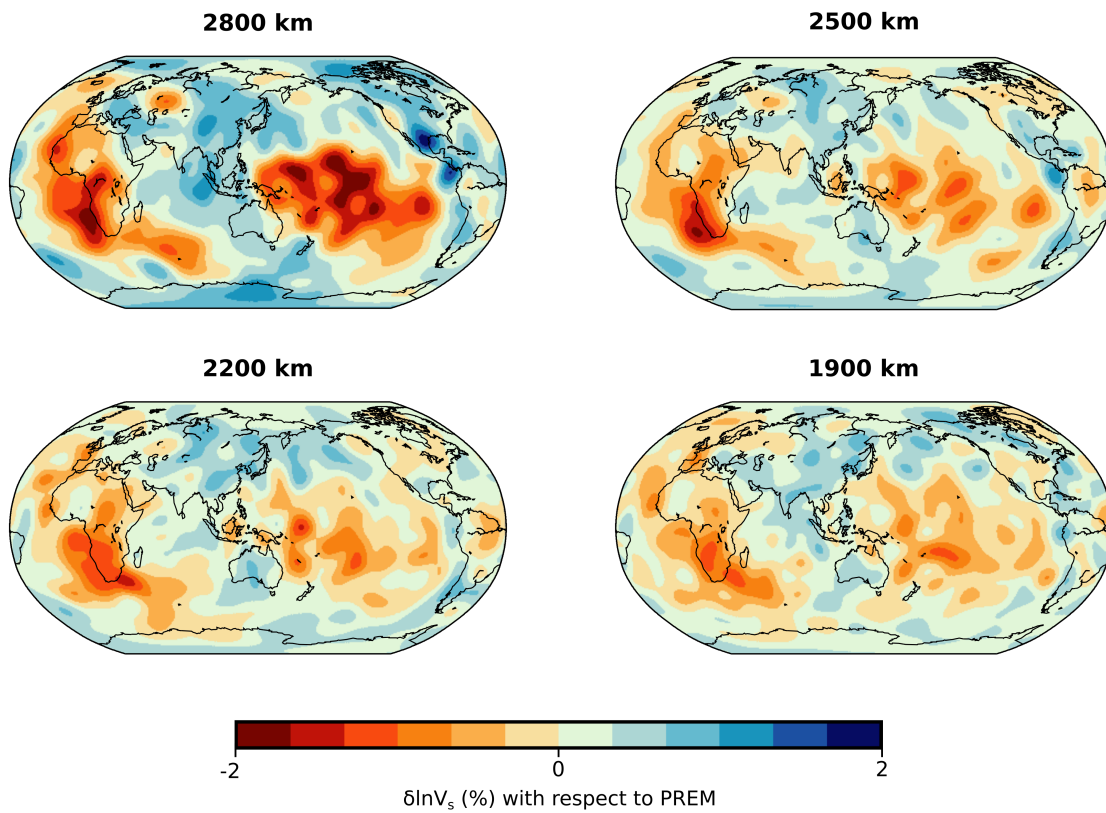 2800 km
2500 km
2200 km
1900 km
-2
0
2
δlnVₛ (%) with respect to PREM